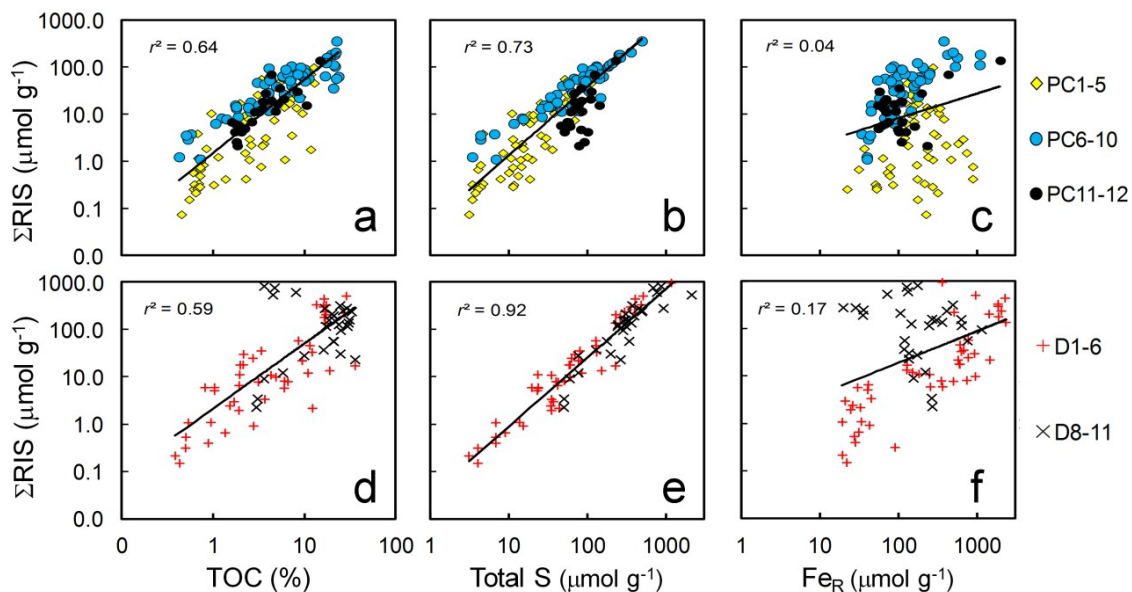 1000.0
100.0
10.0
1.0
0.1
0.0
ΣRIS (μmol g⁻¹)
r² = 0.64
a
r² = 0.73
b
r² = 0.04
c
PC1-5
PC6-10
PC11-12
1000.0
100.0
10.0
1.0
0.1
0.0
ΣRIS (μmol g⁻¹)
r² = 0.59
d
r² = 0.92
e
r² = 0.17
f
D1-6
D8-11
0 1 10 100
1 10 100 1000
1 10 100 1000
TOC (%)
Total S (μmol g⁻¹)
Fe_R (μmol g⁻¹)